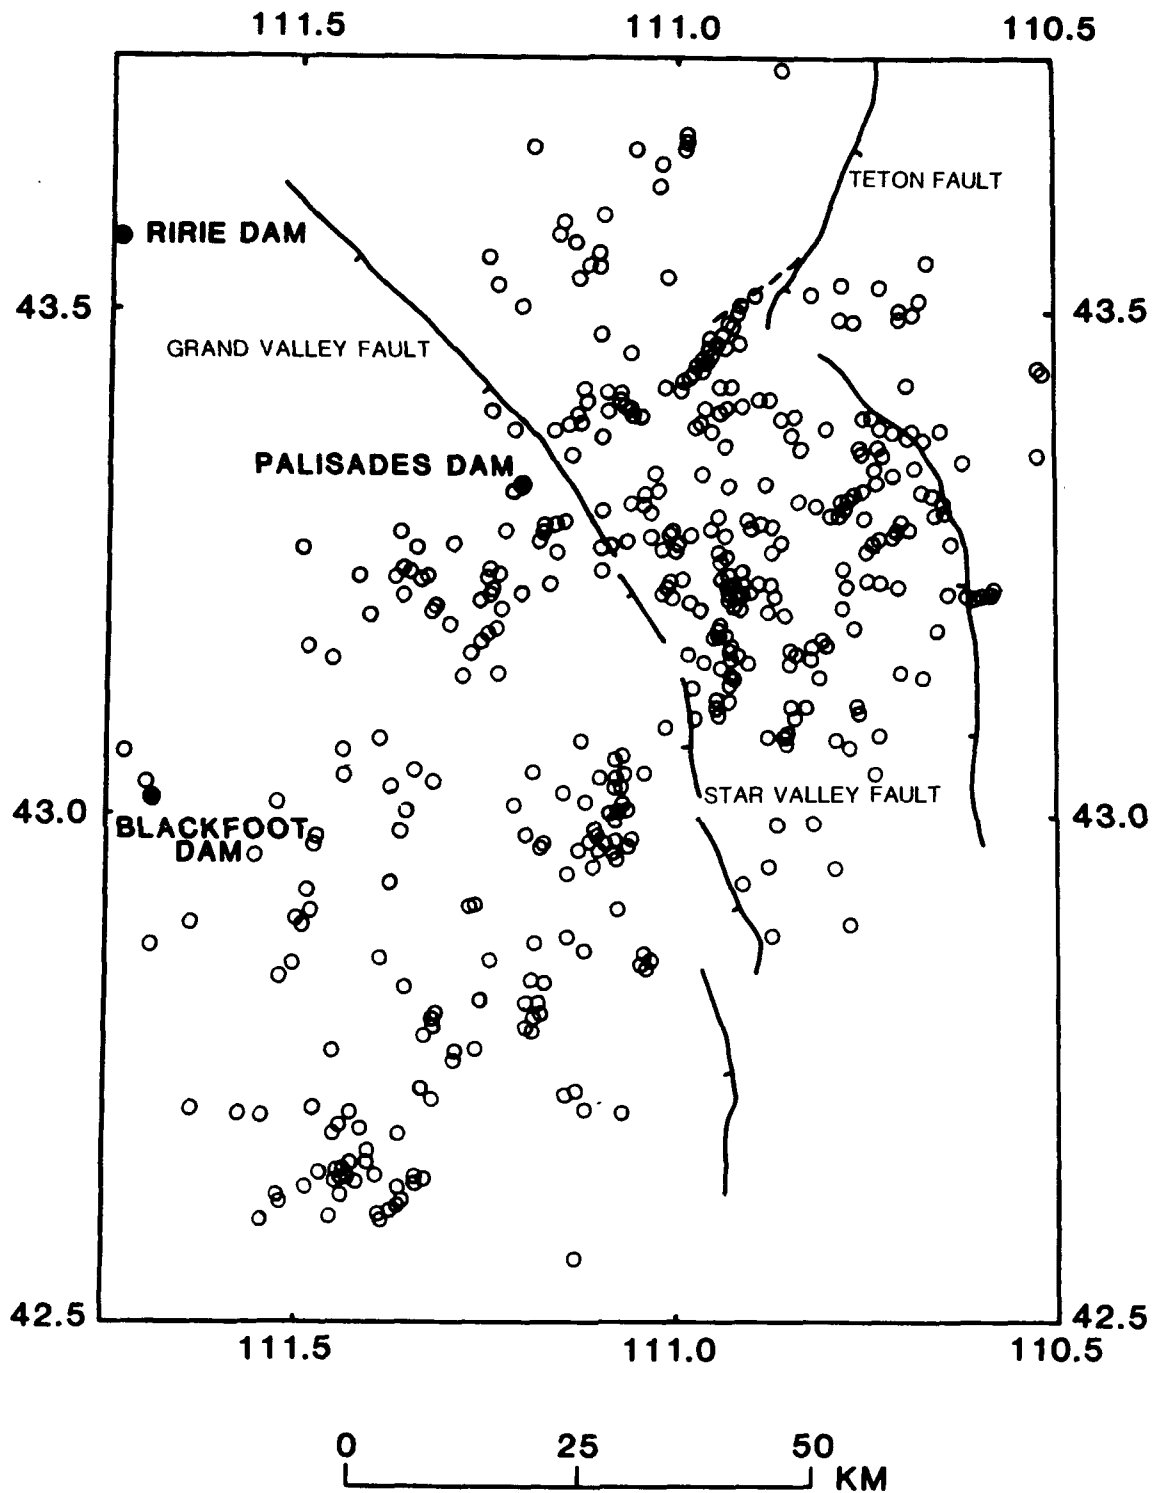 111.5 111.0 110.5
TETON FAULT
RIRIE DAM
43.5 43.5
GRAND VALLEY FAULT
PALISADES DAM
STAR VALLEY FAULT
43.0 43.0
BLACKFOOT
DAM
42.5 42.5
111.5 111.0 110.5
0 25 50
KM